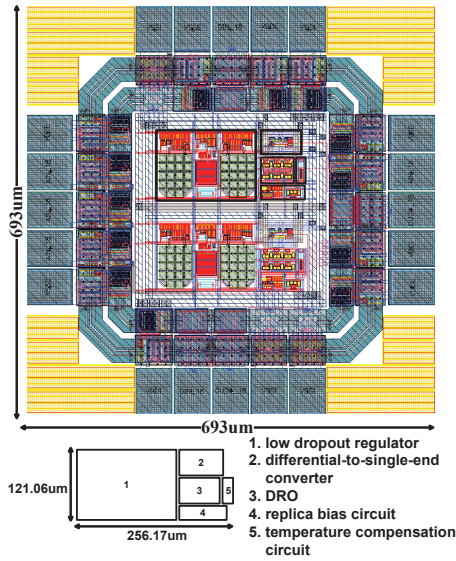 693um
693um
1. low dropout regulator
2. differential-to-single-end
converter
3. DRO
4. replica bias circuit
5. temperature compensation
circuit
121.06um
1
2
3
5
4
256.17um